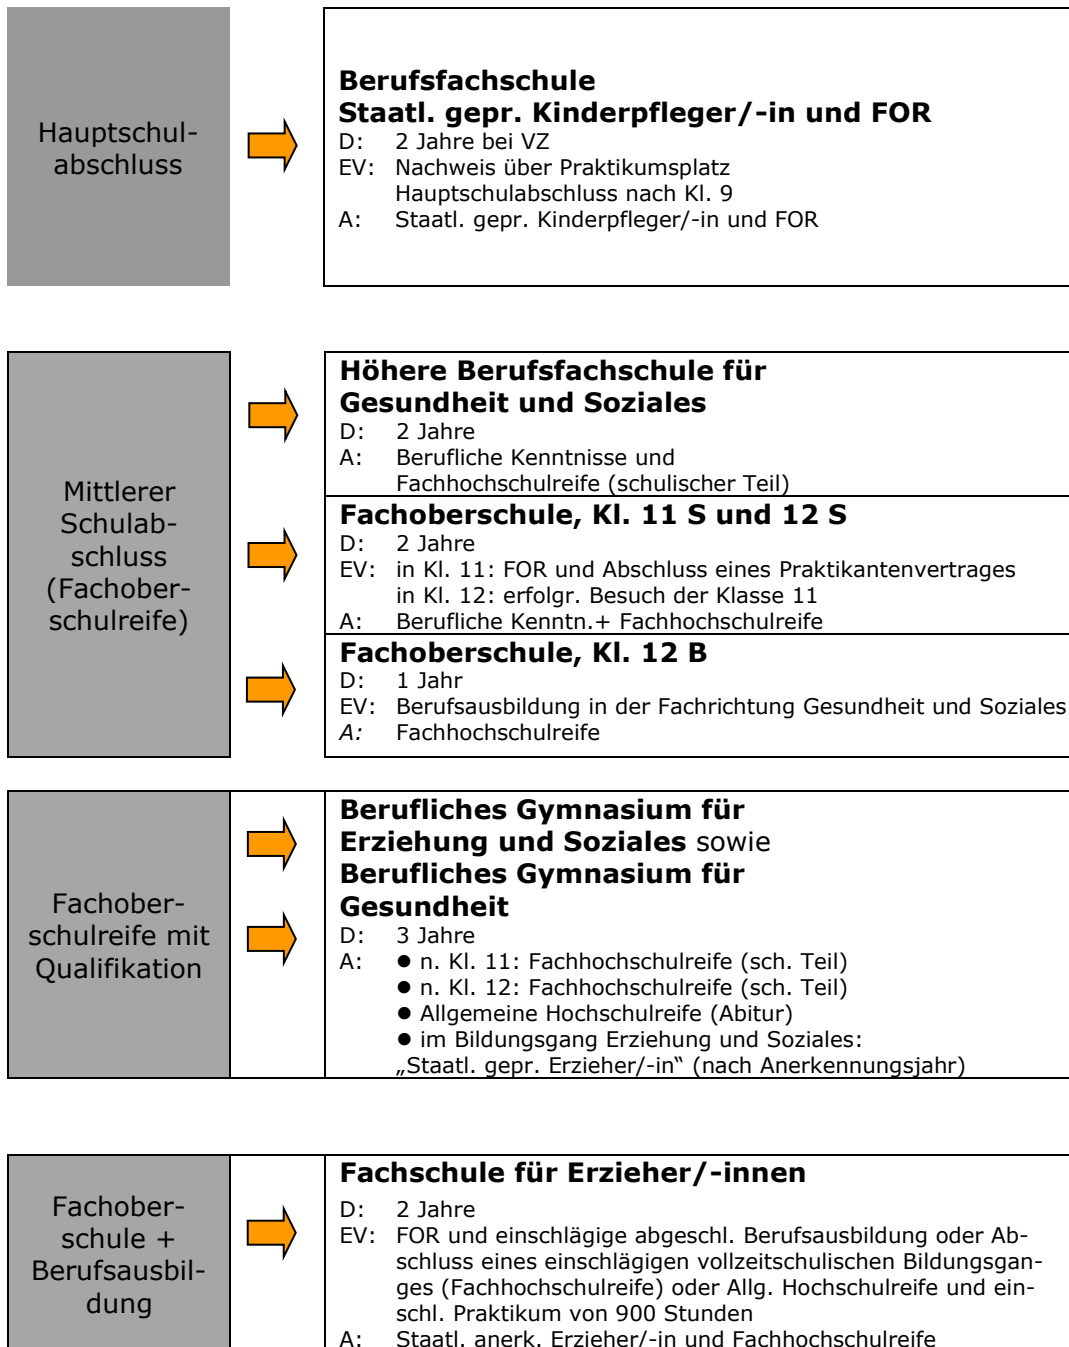 Hauptschul-
abschluss
Berufsfachschule
Staatl. gepr. Kinderpfleger/-in und FOR
D: 2 Jahre bei VZ
EV: Nachweis über Praktikumsplatz
Hauptschulabschluss nach Kl. 9
A: Staatl. gepr. Kinderpfleger/-in und FOR
Mittlerer
Schulab-
schluss
(Fachober-
schulreife)
Höhere Berufsfachschule für
Gesundheit und Soziales
D: 2 Jahre
A: Berufliche Kenntnisse und
Fachhochschulreife (schulischer Teil)
Fachoberschule, Kl. 11 S und 12 S
D: 2 Jahre
EV: in Kl. 11: FOR und Abschluss eines Praktikantenvertrages
in Kl. 12: erfolgr. Besuch der Klasse 11
A: Berufliche Kenntn.+ Fachhochschulreife
Fachoberschule, Kl. 12 B
D: 1 Jahr
EV: Berufsausbildung in der Fachrichtung Gesundheit und Soziales
A: Fachhochschulreife
Fachober-
schulreife mit
Qualifikation
Berufliches Gymnasium für
Erziehung und Soziales sowie
Berufliches Gymnasium für
Gesundheit
D: 3 Jahre
A: ● n. Kl. 11: Fachhochschulreife (sch. Teil)
● n. Kl. 12: Fachhochschulreife (sch. Teil)
● Allgemeine Hochschulreife (Abitur)
● im Bildungsgang Erziehung und Soziales:
„Staatl. gepr. Erzieher/-in“ (nach Anerkennungsjahr)
Fachober-
schule +
Berufsausbil-
dung
Fachschule für Erzieher/-innen
D: 2 Jahre
EV: FOR und einschlägige abgeschl. Berufsausbildung oder Ab-
schluss eines einschlägigen vollzeitschulischen Bildungsgan-
ges (Fachhochschulreife) oder Allg. Hochschulreife und ein-
schl. Praktikum von 900 Stunden
A: Staatl. anerk. Erzieher/-in und Fachhochschulreife